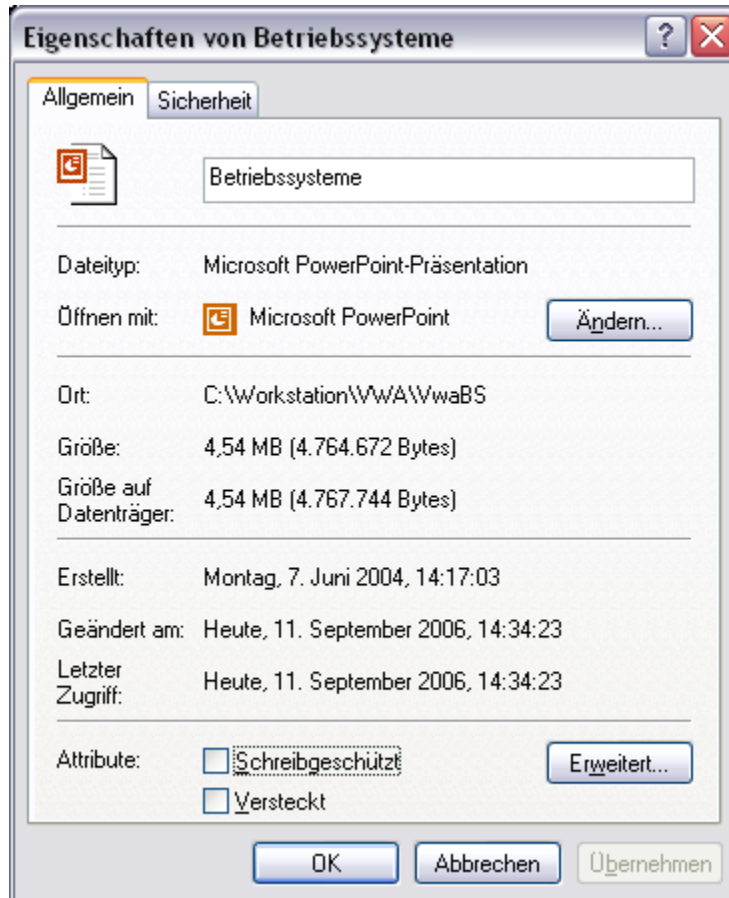 Eigenschaften von Betriebssysteme
Allgemein Sicherheit
Betriebssysteme
Dateityp: Microsoft PowerPoint-Präsentation
Öffnen mit: Microsoft PowerPoint Ändern...
Ort: C:\Workstation\VWA\VwaBS
Größe: 4,54 MB (4.764.672 Bytes)
Größe auf
Datenträger: 4,54 MB (4.767.744 Bytes)
Erstellt: Montag, 7. Juni 2004, 14:17:03
Geändert am: Heute, 11. September 2006, 14:34:23
Letzter
Zugriff: Heute, 11. September 2006, 14:34:23
Attribute: Schreibgeschützt Erweitert...
Versteckt
OK Abbrechen Übernehmen